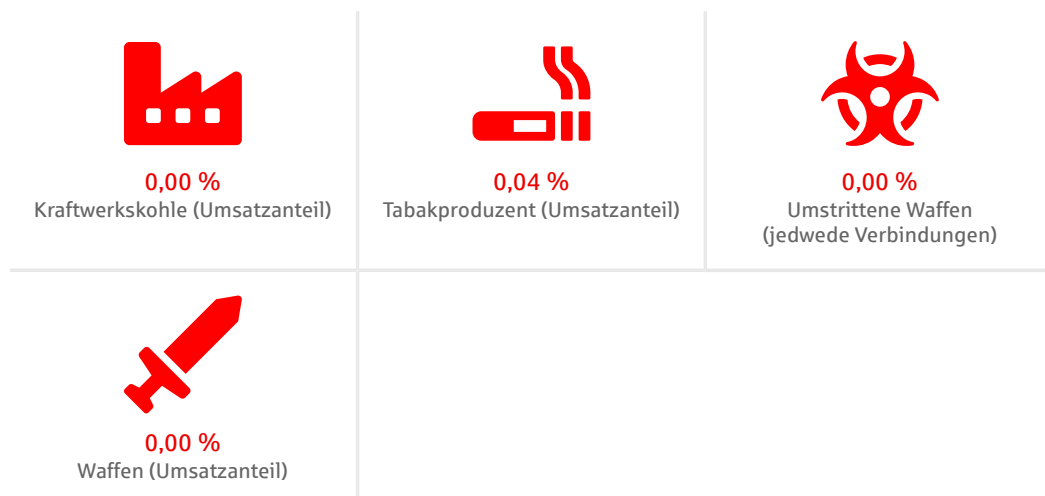 0,00 %
Kraftwerkskohle (Umsatzanteil)
0,04 %
Tabakproduzent (Umsatzanteil)
0,00 %
Umstrittene Waffen
(jedwede Verbindungen)
0,00 %
Waffen (Umsatzanteil)